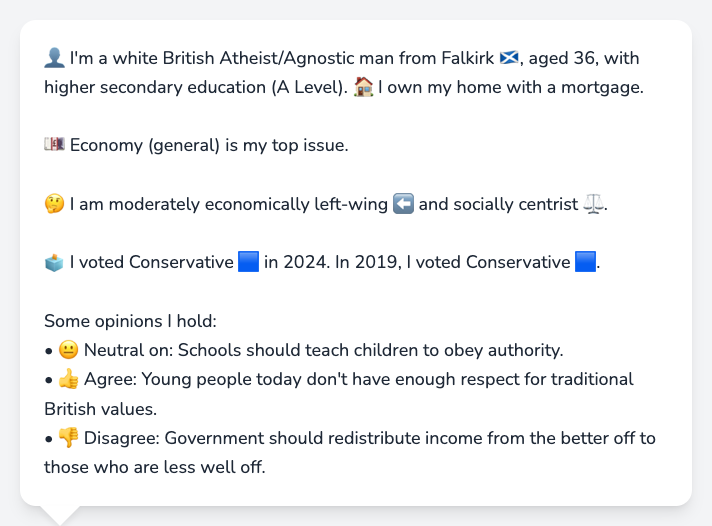 👤 I'm a white British Atheist/Agnostic man from Falkirk 🏴󠁧󠁢󠁳󠁣󠁴󠁿, aged 36, with
higher secondary education (A Level). 🏠 I own my home with a mortgage.
💷 Economy (general) is my top issue.
🤔 I am moderately economically left-wing ⬅️ and socially centrist ⚖️.
🗳️ I voted Conservative 🟦 in 2024. In 2019, I voted Conservative 🟦.
Some opinions I hold:
• 😐 Neutral on: Schools should teach children to obey authority.
• 👍 Agree: Young people today don't have enough respect for traditional
British values.
• 👎 Disagree: Government should redistribute income from the better off to
those who are less well off.